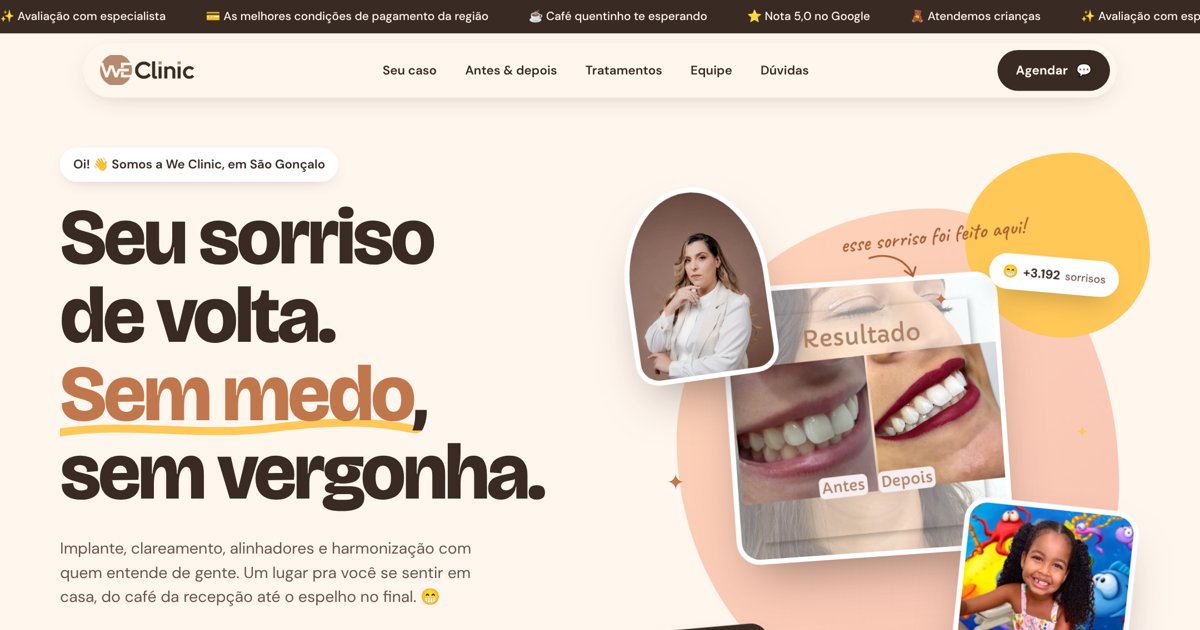 ✨ Avaliação com especialista 💳 As melhores condições de pagamento da região ☕ Café quentinho te esperando ⭐ Nota 5,0 no Google 🧸 Atendemos crianças ✨ Avaliação com esp
WE Clinic Seu caso Antes & depois Tratamentos Equipe Dúvidas Agendar 💬
Oi! 👋 Somos a We Clinic, em São Gonçalo
Seu sorriso
de volta.
Sem medo,
sem vergonha.
Implante, clareamento, alinhadores e harmonização com
quem entende de gente. Um lugar pra você se sentir em
casa, do café da recepção até o espelho no final. 😁
esse sorriso foi feito aqui!
😁 +3.192 sorrisos
Resultado
Antes
Depois